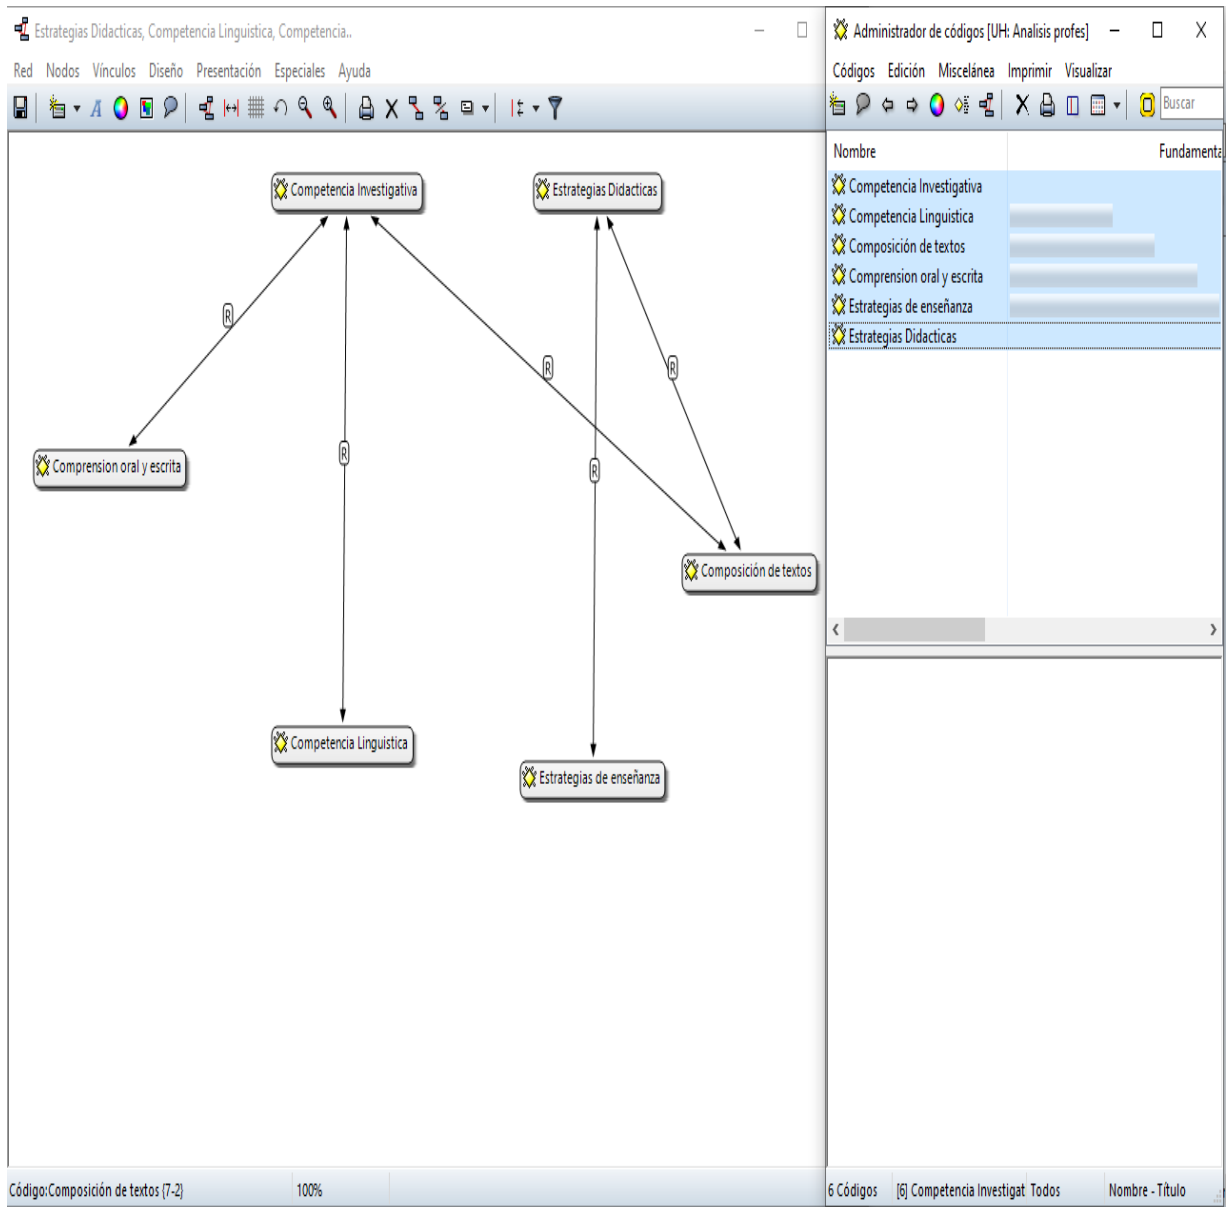 Estrategias Didacticas, Competencia Linguistica, Competencia..
Red Nodos Vínculos Diseño Presentación Especiales Ayuda
Competencia Investigativa
Estrategias Didacticas
R
R
R
R
R
Comprension oral y escrita
Composición de textos
Competencia Linguistica
Estrategias de enseñanza
Código:Composición de textos {7-2} 100%
Administrador de códigos [UH: Analisis profes]
Códigos Edición Miscelánea Imprimir Visualizar
Buscar
Nombre Fundamenta
Competencia Investigativa
Competencia Linguistica
Composición de textos
Comprension oral y escrita
Estrategias de enseñanza
Estrategias Didacticas
6 Códigos [6] Competencia Investigat Todos Nombre - Título